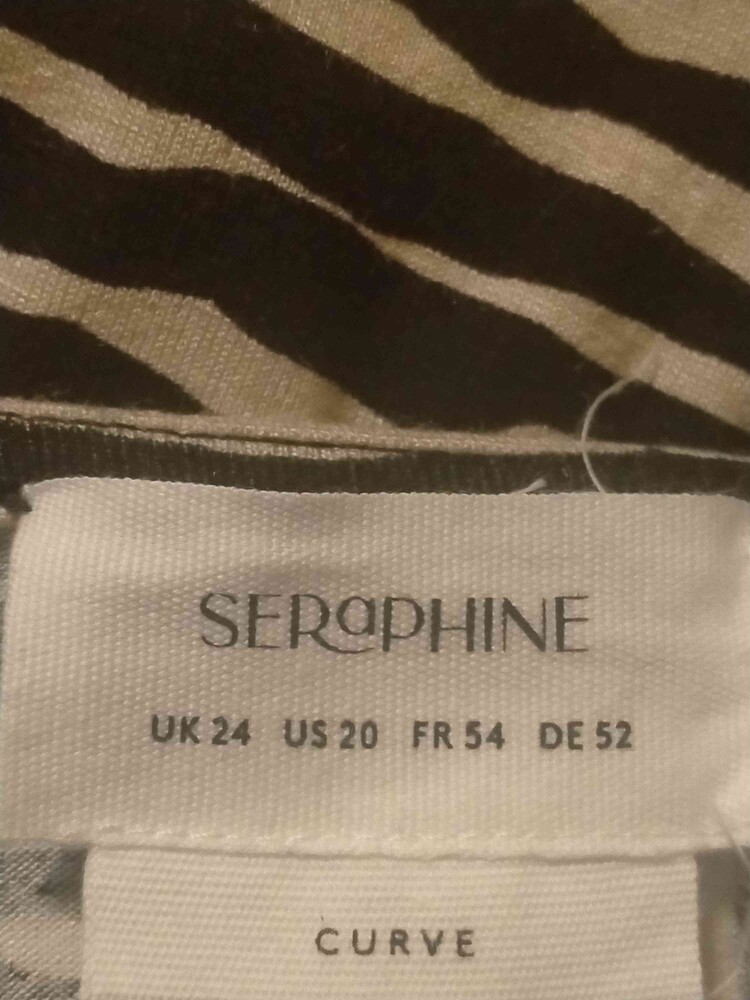 SERaPHINE
UK 24 US 20 FR 54 DE 52
CURVE